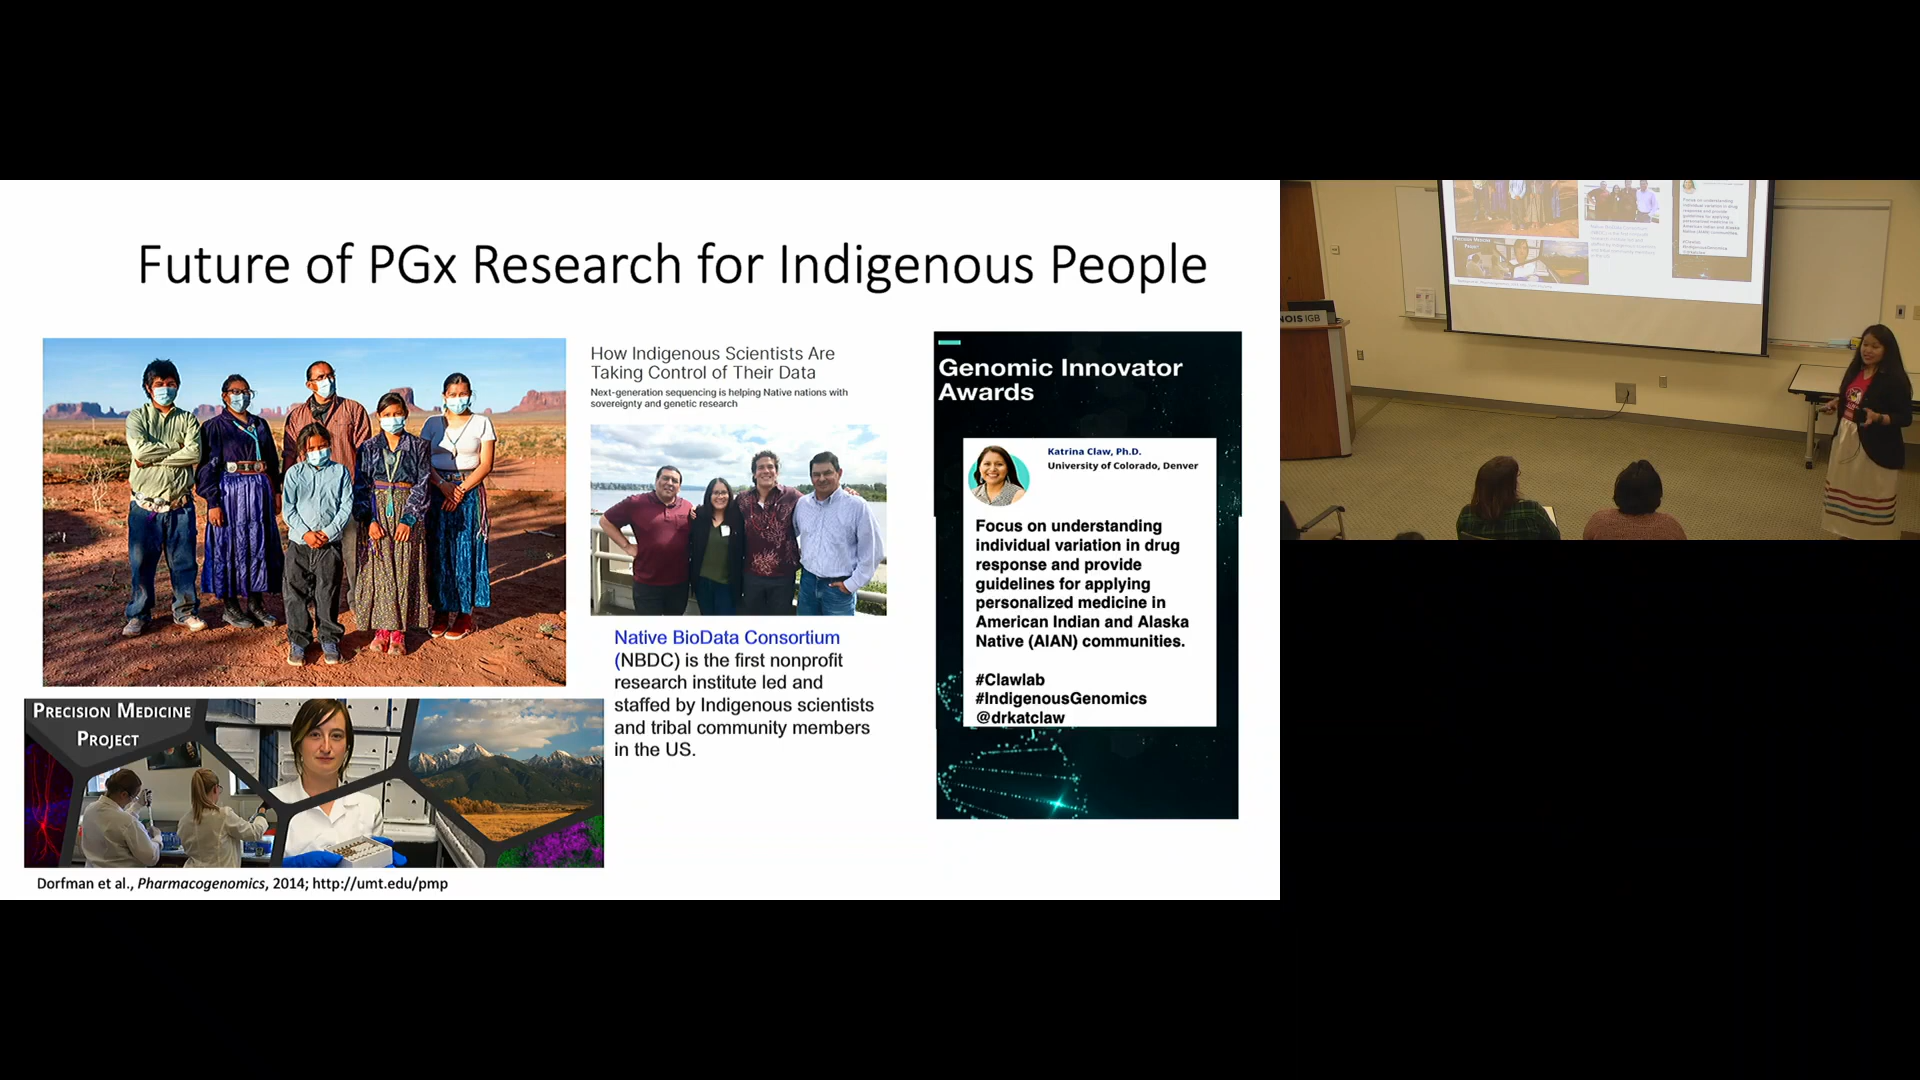 Future of PGx Research for Indigenous People
How Indigenous Scientists Are
Taking Control of Their Data
Next-generation sequencing is helping Native nations with
sovereignty and genetic research
Native BioData Consortium
(NBDC) is the first nonprofit
research institute led and
staffed by Indigenous scientists
and tribal community members
in the US.
Genomic Innovator
Awards
Katrina Claw, Ph.D.
University of Colorado, Denver
Focus on understanding
individual variation in drug
response and provide
guidelines for applying
personalized medicine in
American Indian and Alaska
Native (AIAN) communities.
#Clawlab
#IndigenousGenomics
@drkatclaw
PRECISION MEDICINE
PROJECT
Dorfman et al., Pharmacogenomics, 2014; http://umt.edu/pmp
NOIS IGB